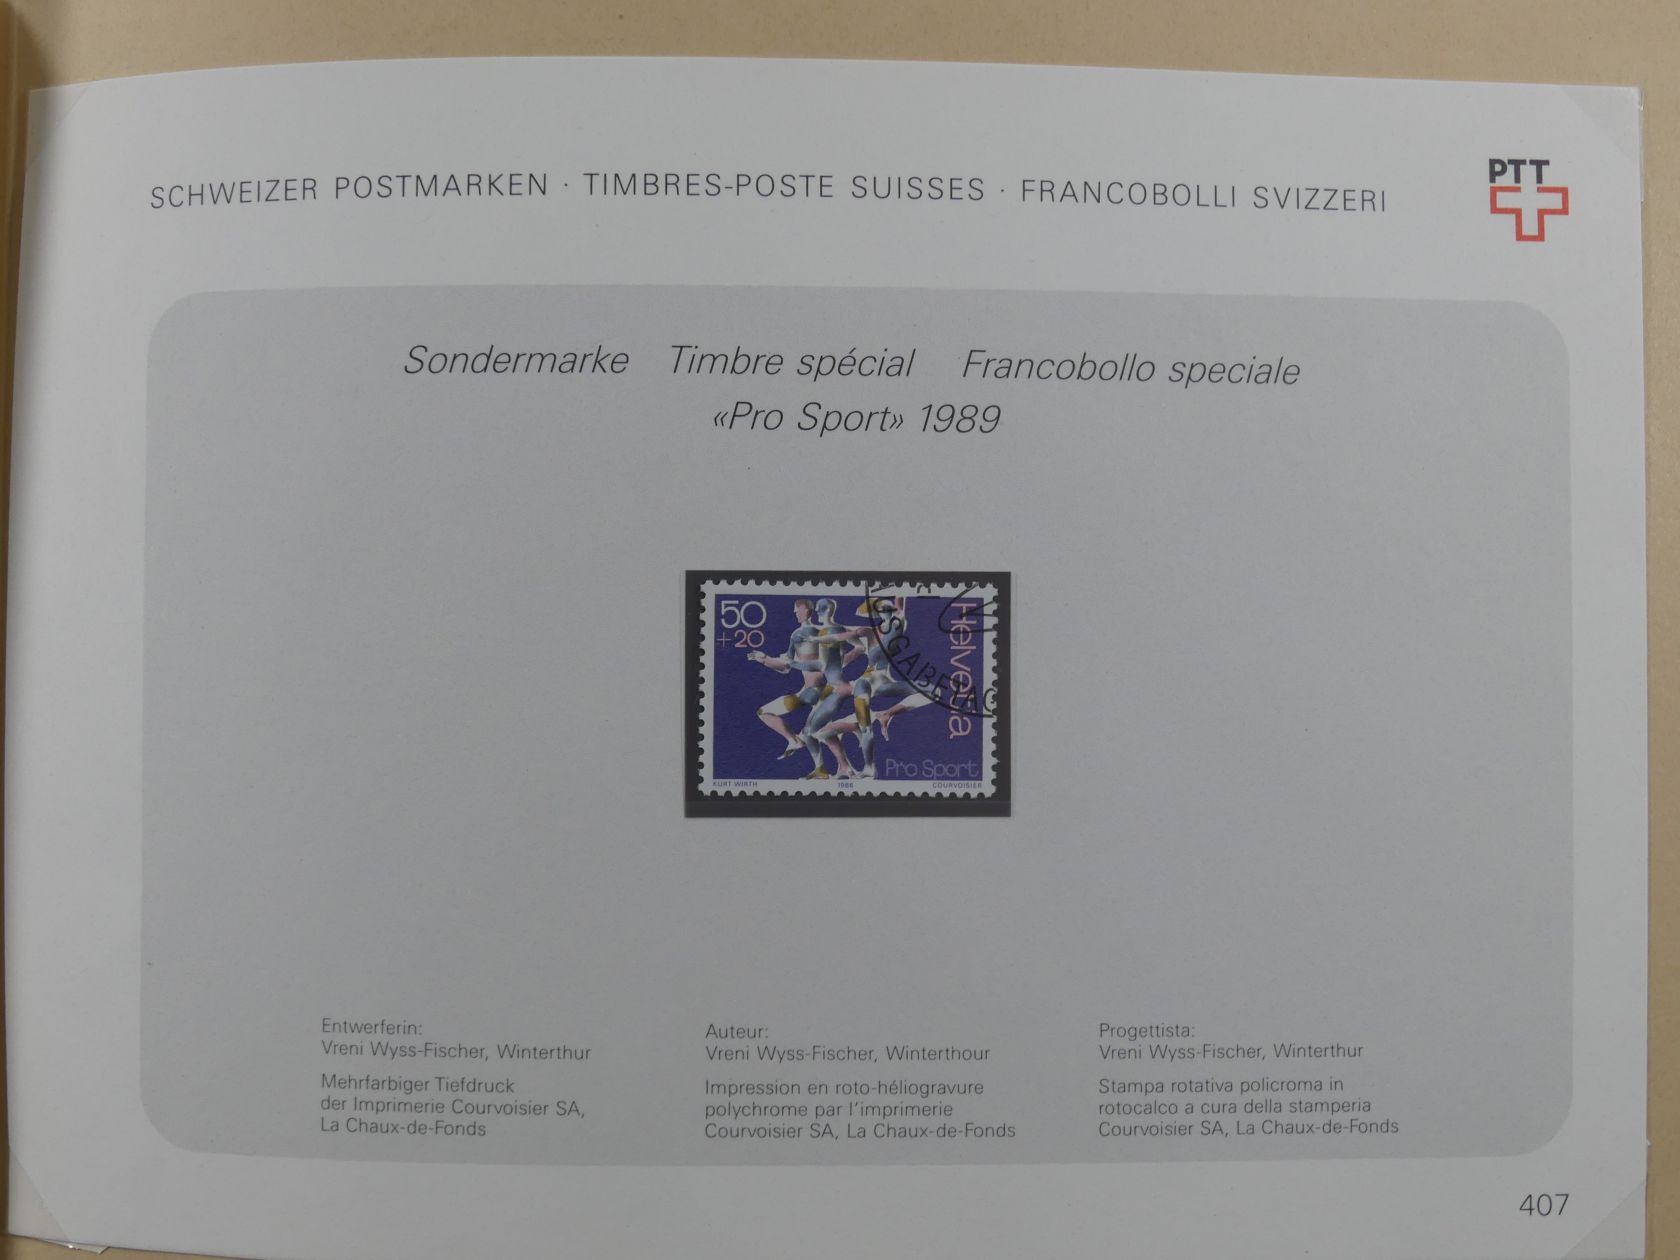 SCHWEIZER POSTMARKEN · TIMBRES-POSTE SUISSES · FRANCOBOLLI SVIZZERI
PTT
Sondermarke Timbre spécial Francobollo speciale
«Pro Sport» 1989
50
+20
Helvetia
AUSGABETAG
Pro Sport
KURT WIRTH 1986 COURVOISIER
Entwerferin:
Vreni Wyss-Fischer, Winterthur
Mehrfarbiger Tiefdruck
der Imprimerie Courvoisier SA,
La Chaux-de-Fonds
Auteur:
Vreni Wyss-Fischer, Winterthour
Impression en roto-héliogravure
polychrome par l'imprimerie
Courvoisier SA, La Chaux-de-Fonds
Progettista:
Vreni Wyss-Fischer, Winterthur
Stampa rotativa policroma in
rotocalco a cura della stamperia
Courvoisier SA, La Chaux-de-Fonds
407